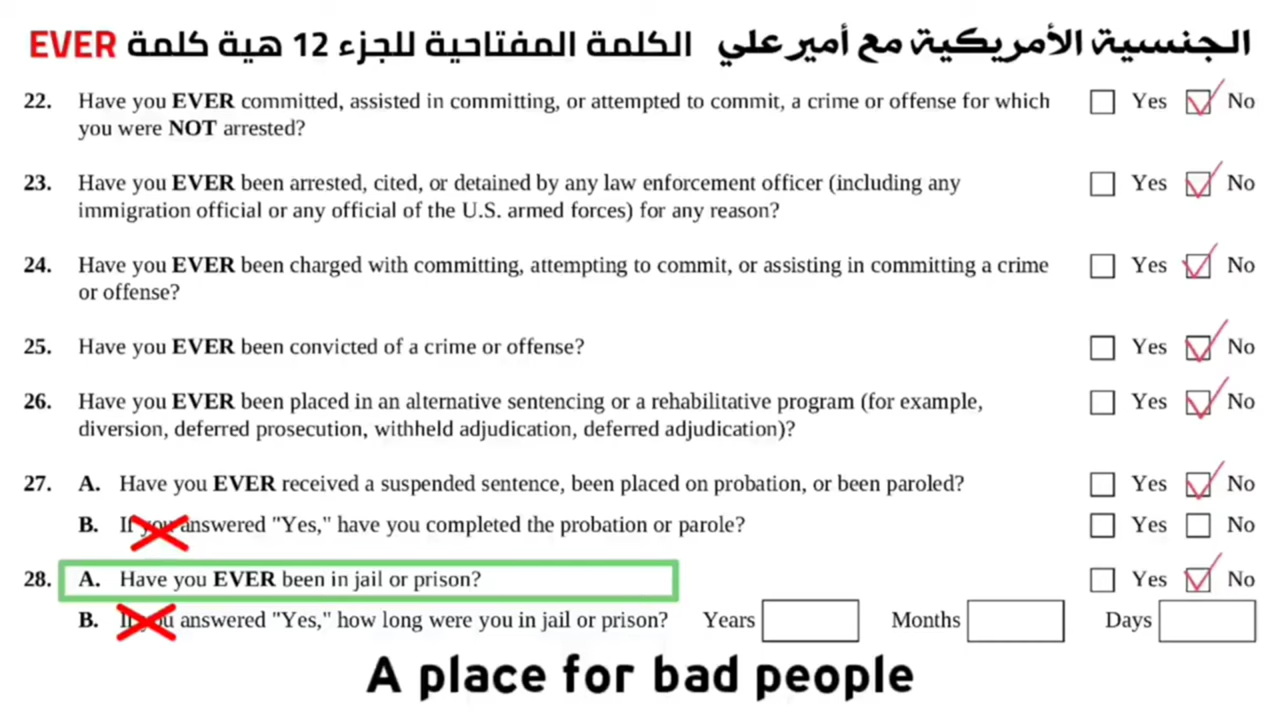 الجنسية الأمريكية مع أمير علي الكلمة المفتاحية للجزء 12 هية كلمة EVER
22. Have you EVER committed, assisted in committing, or attempted to commit, a crime or offense for which Yes No
you were NOT arrested?
23. Have you EVER been arrested, cited, or detained by any law enforcement officer (including any Yes No
immigration official or any official of the U.S. armed forces) for any reason?
24. Have you EVER been charged with committing, attempting to commit, or assisting in committing a crime Yes No
or offense?
25. Have you EVER been convicted of a crime or offense? Yes No
26. Have you EVER been placed in an alternative sentencing or a rehabilitative program (for example, Yes No
diversion, deferred prosecution, withheld adjudication, deferred adjudication)?
27. A. Have you EVER received a suspended sentence, been placed on probation, or been paroled? Yes No
B. If you answered "Yes," have you completed the probation or parole? Yes No
28. A. Have you EVER been in jail or prison? Yes No
B. If you answered "Yes," how long were you in jail or prison? Years Months Days
A place for bad people